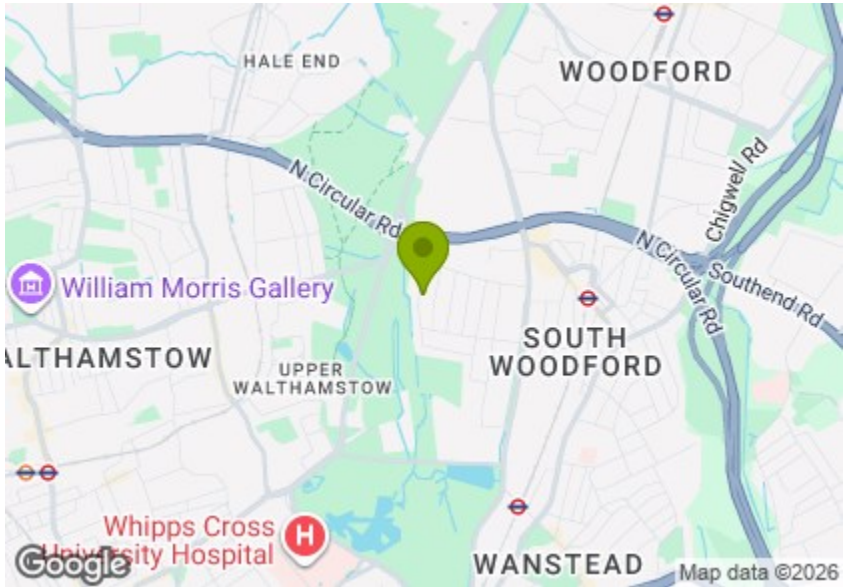 HALE END
WOODFORD
Chigwell Rd
N Circular Rd
N Circular Rd
Southend Rd
William Morris Gallery
ALTHAMSTOW
UPPER
WALTHAMSTOW
SOUTH
WOODFORD
H
Whipps Cross
University Hospital
WANSTEAD
Google
Map data ©2026